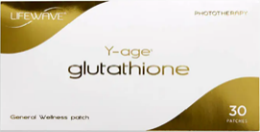 LIFEWAVE®
PHOTOTHERAPY
Y-age®
glutathione
General Wellness patch
30
PATCHES